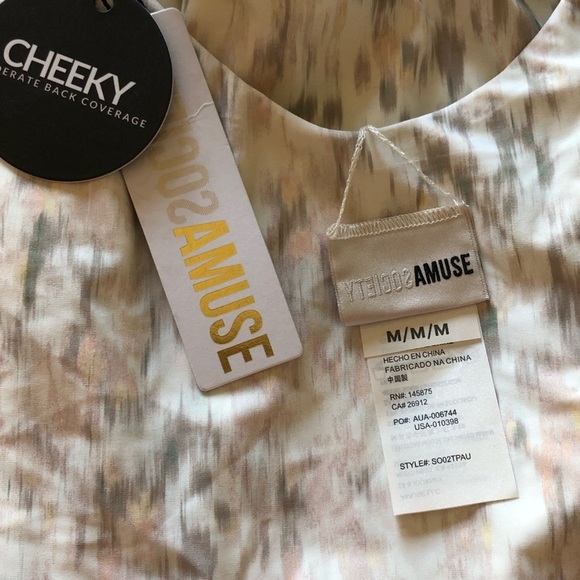 CHEEKY
ERATE BACK COVERAGE
SOCI
AMUSE
SOCIETY AMUSE
M/M/M
HECHO EN CHINA
FABRICADO NA CHINA
中国製
RN#: 145875
CA# 26912
PO#: AUA-006744
USA-010398
STYLE#: SO02TPAU